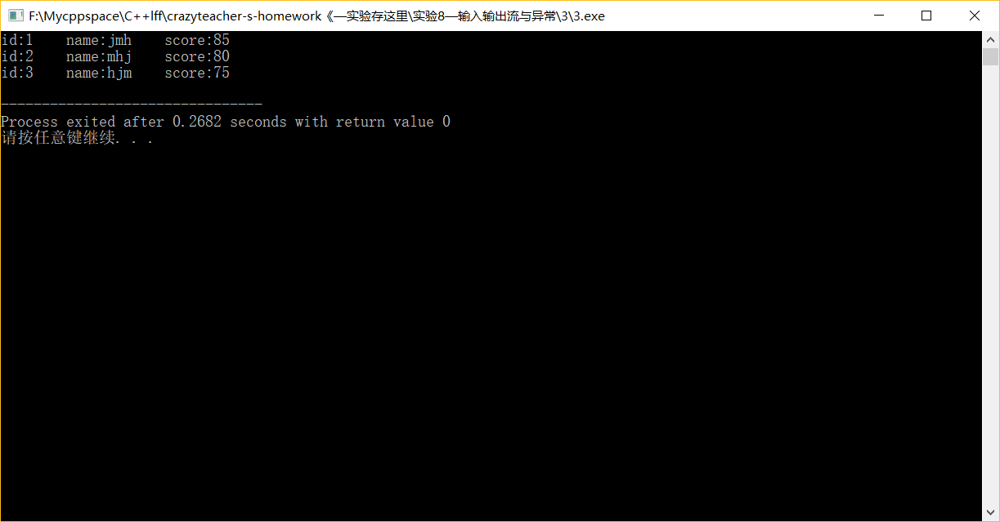 F:\Mycppspace\C++lff\crazyteacher-s-homework《—实验存这里\实验8—输入输出流与异常\3\3.exe
id:1    name:jmh    score:85
id:2    name:mhj    score:80
id:3    name:hjm    score:75
--------------------------------
Process exited after 0.2682 seconds with return value 0
请按任意键继续. . .